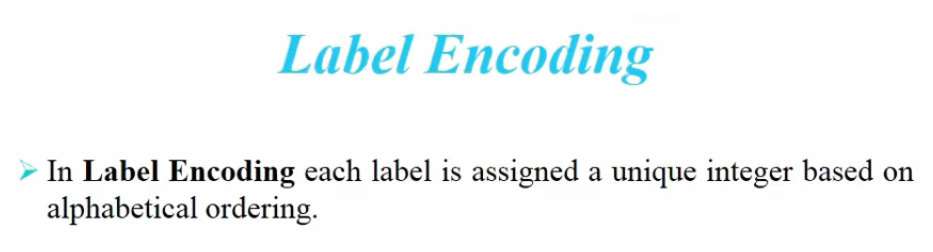 Label Encoding
➢ In Label Encoding each label is assigned a unique integer based on
alphabetical ordering.